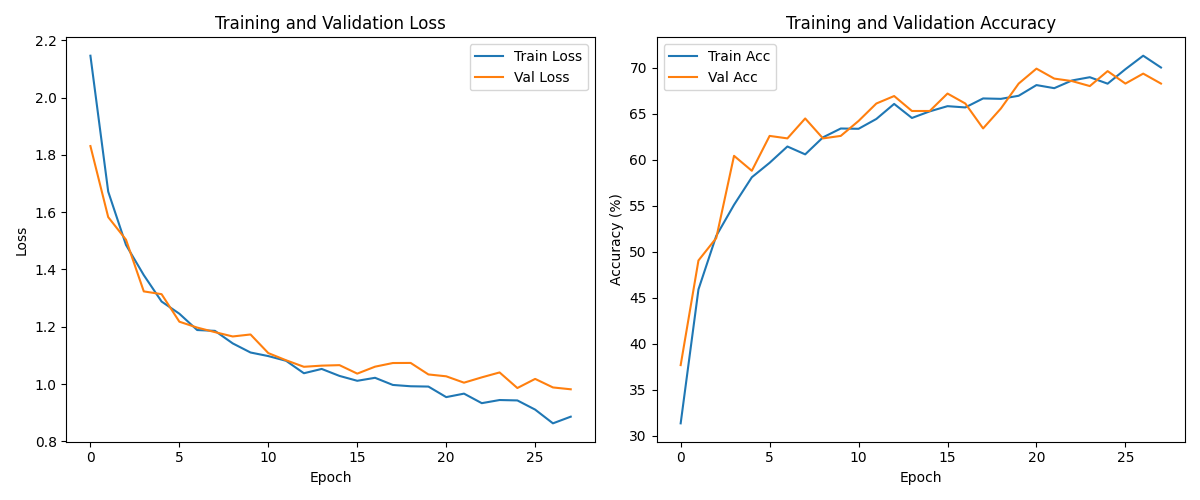 Training and Validation Loss
Train Loss
Val Loss
2.2
2.0
1.8
1.6
1.4
1.2
1.0
0.8
Loss
0 5 10 15 20 25
Epoch
Training and Validation Accuracy
Train Acc
Val Acc
70
65
60
55
50
45
40
35
30
Accuracy (%)
0 5 10 15 20 25
Epoch